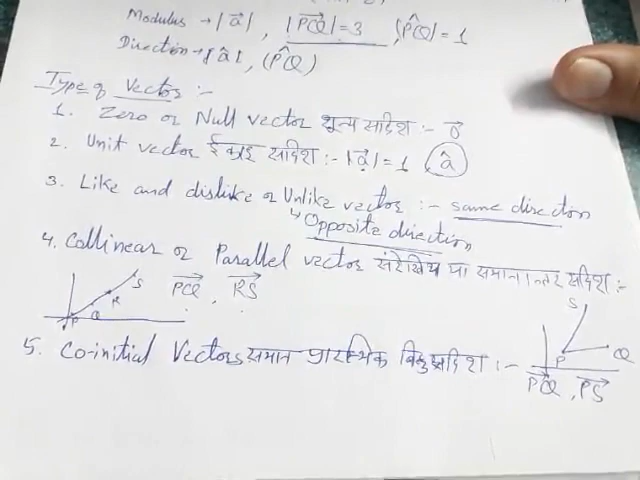 Modulus → |a⃗| , |PQ⃗| = 3 , |P̂Q| = 1
Direction → |â|, (P̂Q)
Type of Vector :-
1. Zero or Null vector शून्य सदिश :- 0⃗
2. Unit vector ईकाई सदिश :- |a⃗| = 1 (â)
3. Like and dislike or Unlike vector :- same direction
↳ Opposite direction
4. Collinear or Parallel vector संरेखिय या समानान्तर सदिश :-
P Q R S PQ⃗ , RS⃗
5. Co-initial Vectors समान प्रारम्भिक बिन्दु सदिश :-
S P Q
PQ⃗ , PS⃗